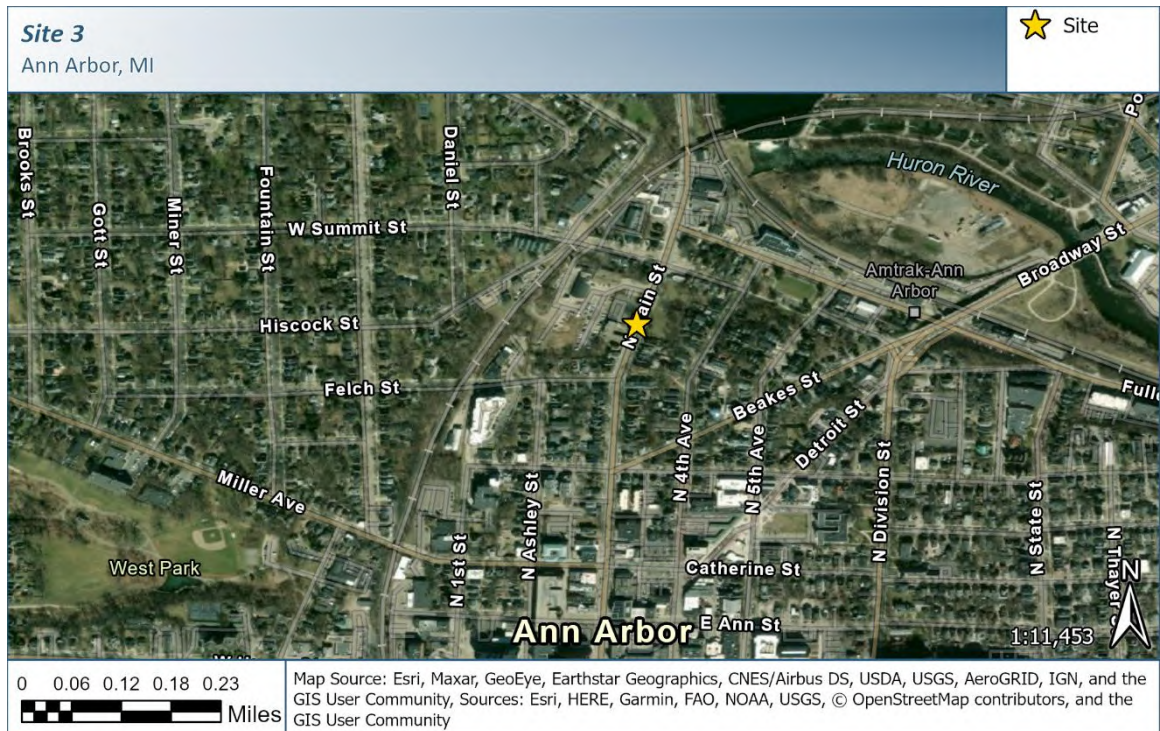 Site 3
Ann Arbor, MI
Site
Brooks St
Gott St
Miner St
Fountain St
Daniel St
W Summit St
Huron River
Broadway St
Amtrak-Ann
Arbor
Hiscock St
Felch St
Beakes St
Detroit St
N 4th Ave
N 5th Ave
N Division St
N State St
Miller Ave
West Park
N 1st St
N Ashley St
Catherine St
E Ann St
Ann Arbor
N
1:11,453
0 0.06 0.12 0.18 0.23
Miles
Map Source: Esri, Maxar, GeoEye, Earthstar Geographics, CNES/Airbus DS, USDA, USGS, AeroGRID, IGN, and the
GIS User Community, Sources: Esri, HERE, Garmin, FAO, NOAA, USGS, © OpenStreetMap contributors, and the
GIS User Community